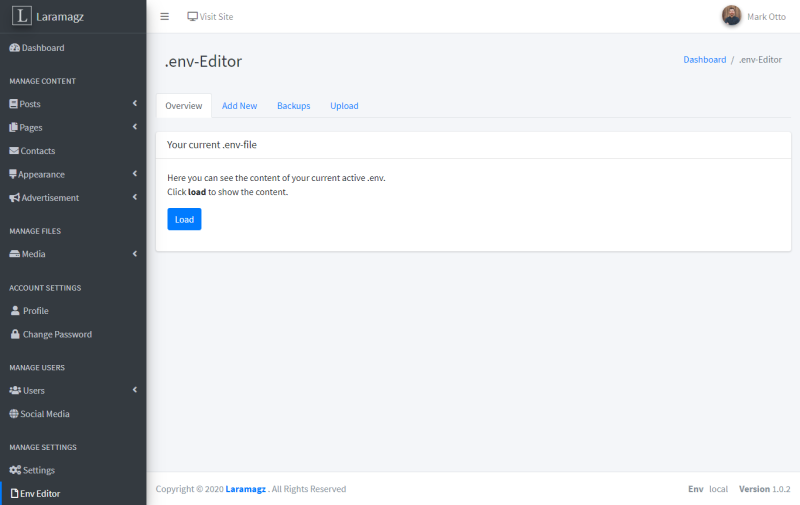 L Laramagz
Visit Site
Mark Otto
Dashboard
MANAGE CONTENT
Posts
Pages
Contacts
Appearance
Advertisement
MANAGE FILES
Media
ACCOUNT SETTINGS
Profile
Change Password
MANAGE USERS
Users
Social Media
MANAGE SETTINGS
Settings
Env Editor
.env-Editor
Dashboard / .env-Editor
Overview Add New Backups Upload
Your current .env-file
Here you can see the content of your current active .env.
Click load to show the content.
Load
Copyright © 2020 Laramagz . All Rights Reserved
Env local Version 1.0.2